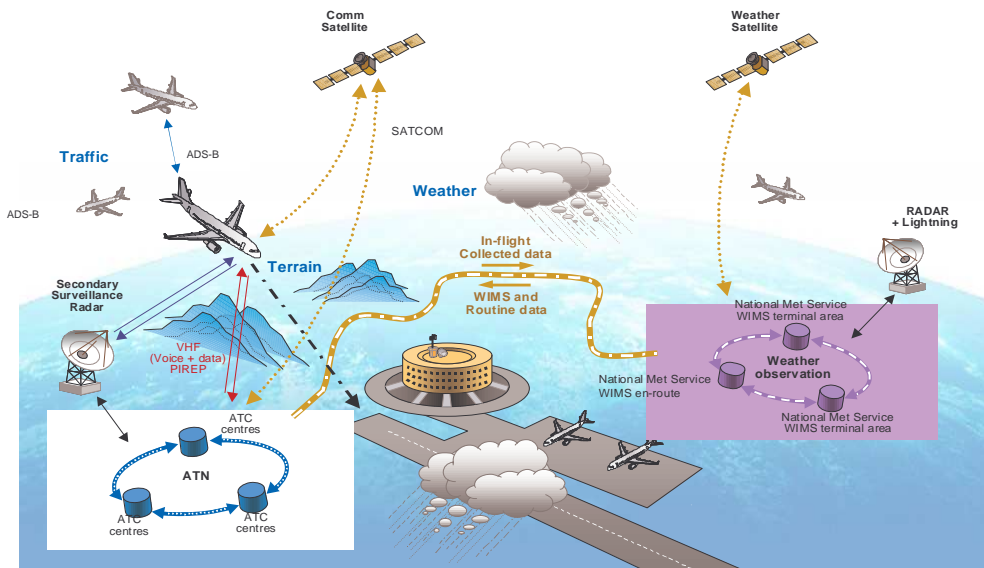 Comm
Satellite
Weather
Satellite
SATCOM
ADS-B
Traffic
Weather
ADS-B
RADAR
+ Lightning
In-flight
Collected data
Terrain
Secondary
Surveillance
Radar
WIMS and
Routine data
National Met Service
WIMS terminal area
VHF
(Voice + data)
PIREP
Weather
observation
National Met Service
WIMS en-route
National Met Service
WIMS terminal area
ATC
centres
ATN
ATC
centres
ATC
centres